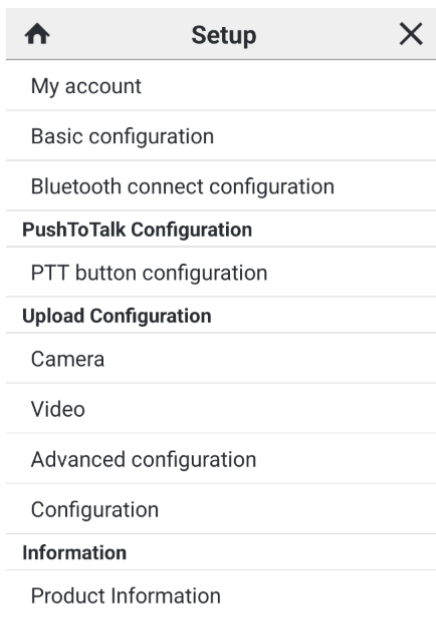 Setup
My account
Basic configuration
Bluetooth connect configuration
PushToTalk Configuration
PTT button configuration
Upload Configuration
Camera
Video
Advanced configuration
Configuration
Information
Product Information